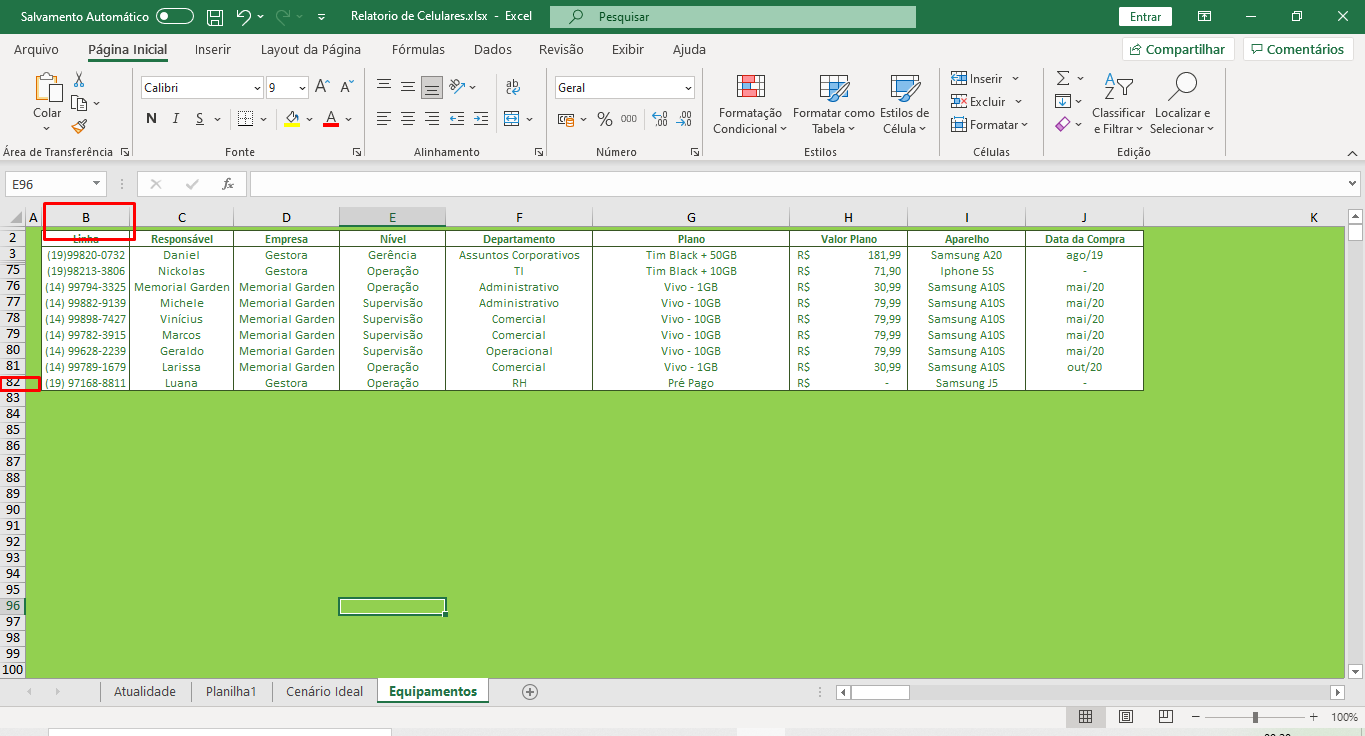 Salvamento Automático Relatorio de Celulares.xlsx - Excel Pesquisar Entrar
Arquivo Página Inicial Inserir Layout da Página Fórmulas Dados Revisão Exibir Ajuda Compartilhar Comentários
Colar
Calibri 9
N I S
ab
Geral
% 000
Formatação Condicional
Formatar como Tabela
Estilos de Célula
Inserir
Excluir
Formatar
Classificar e Filtrar
Localizar e Selecionar
Área de Transferência Fonte Alinhamento Número Estilos Células Edição
E96 fx
A B C D E F G H I J K
2 Linha Responsável Empresa Nível Departamento Plano Valor Plano Aparelho Data da Compra
3 (19)99820-0732 Daniel Gestora Gerência Assuntos Corporativos Tim Black + 50GB R$ 181,99 Samsung A20 ago/19
75 (19)98213-3806 Nickolas Gestora Operação TI Tim Black + 10GB R$ 71,90 Iphone 5S -
76 (14) 99794-3325 Memorial Garden Memorial Garden Operação Administrativo Vivo - 1GB R$ 30,99 Samsung A10S mai/20
77 (14) 99882-9139 Michele Memorial Garden Supervisão Administrativo Vivo - 10GB R$ 79,99 Samsung A10S mai/20
78 (14) 99898-7427 Vinícius Memorial Garden Supervisão Comercial Vivo - 10GB R$ 79,99 Samsung A10S mai/20
79 (14) 99782-3915 Marcos Memorial Garden Supervisão Comercial Vivo - 10GB R$ 79,99 Samsung A10S mai/20
80 (14) 99628-2239 Geraldo Memorial Garden Supervisão Operacional Vivo - 10GB R$ 79,99 Samsung A10S mai/20
81 (14) 99789-1679 Larissa Memorial Garden Operação Comercial Vivo - 1GB R$ 30,99 Samsung A10S out/20
82 (19) 97168-8811 Luana Gestora Operação RH Pré Pago R$ - Samsung J5 -
83
84
85
86
87
88
89
90
91
92
93
94
95
96
97
98
99
100
Atualidade Planilha1 Cenário Ideal Equipamentos
100%